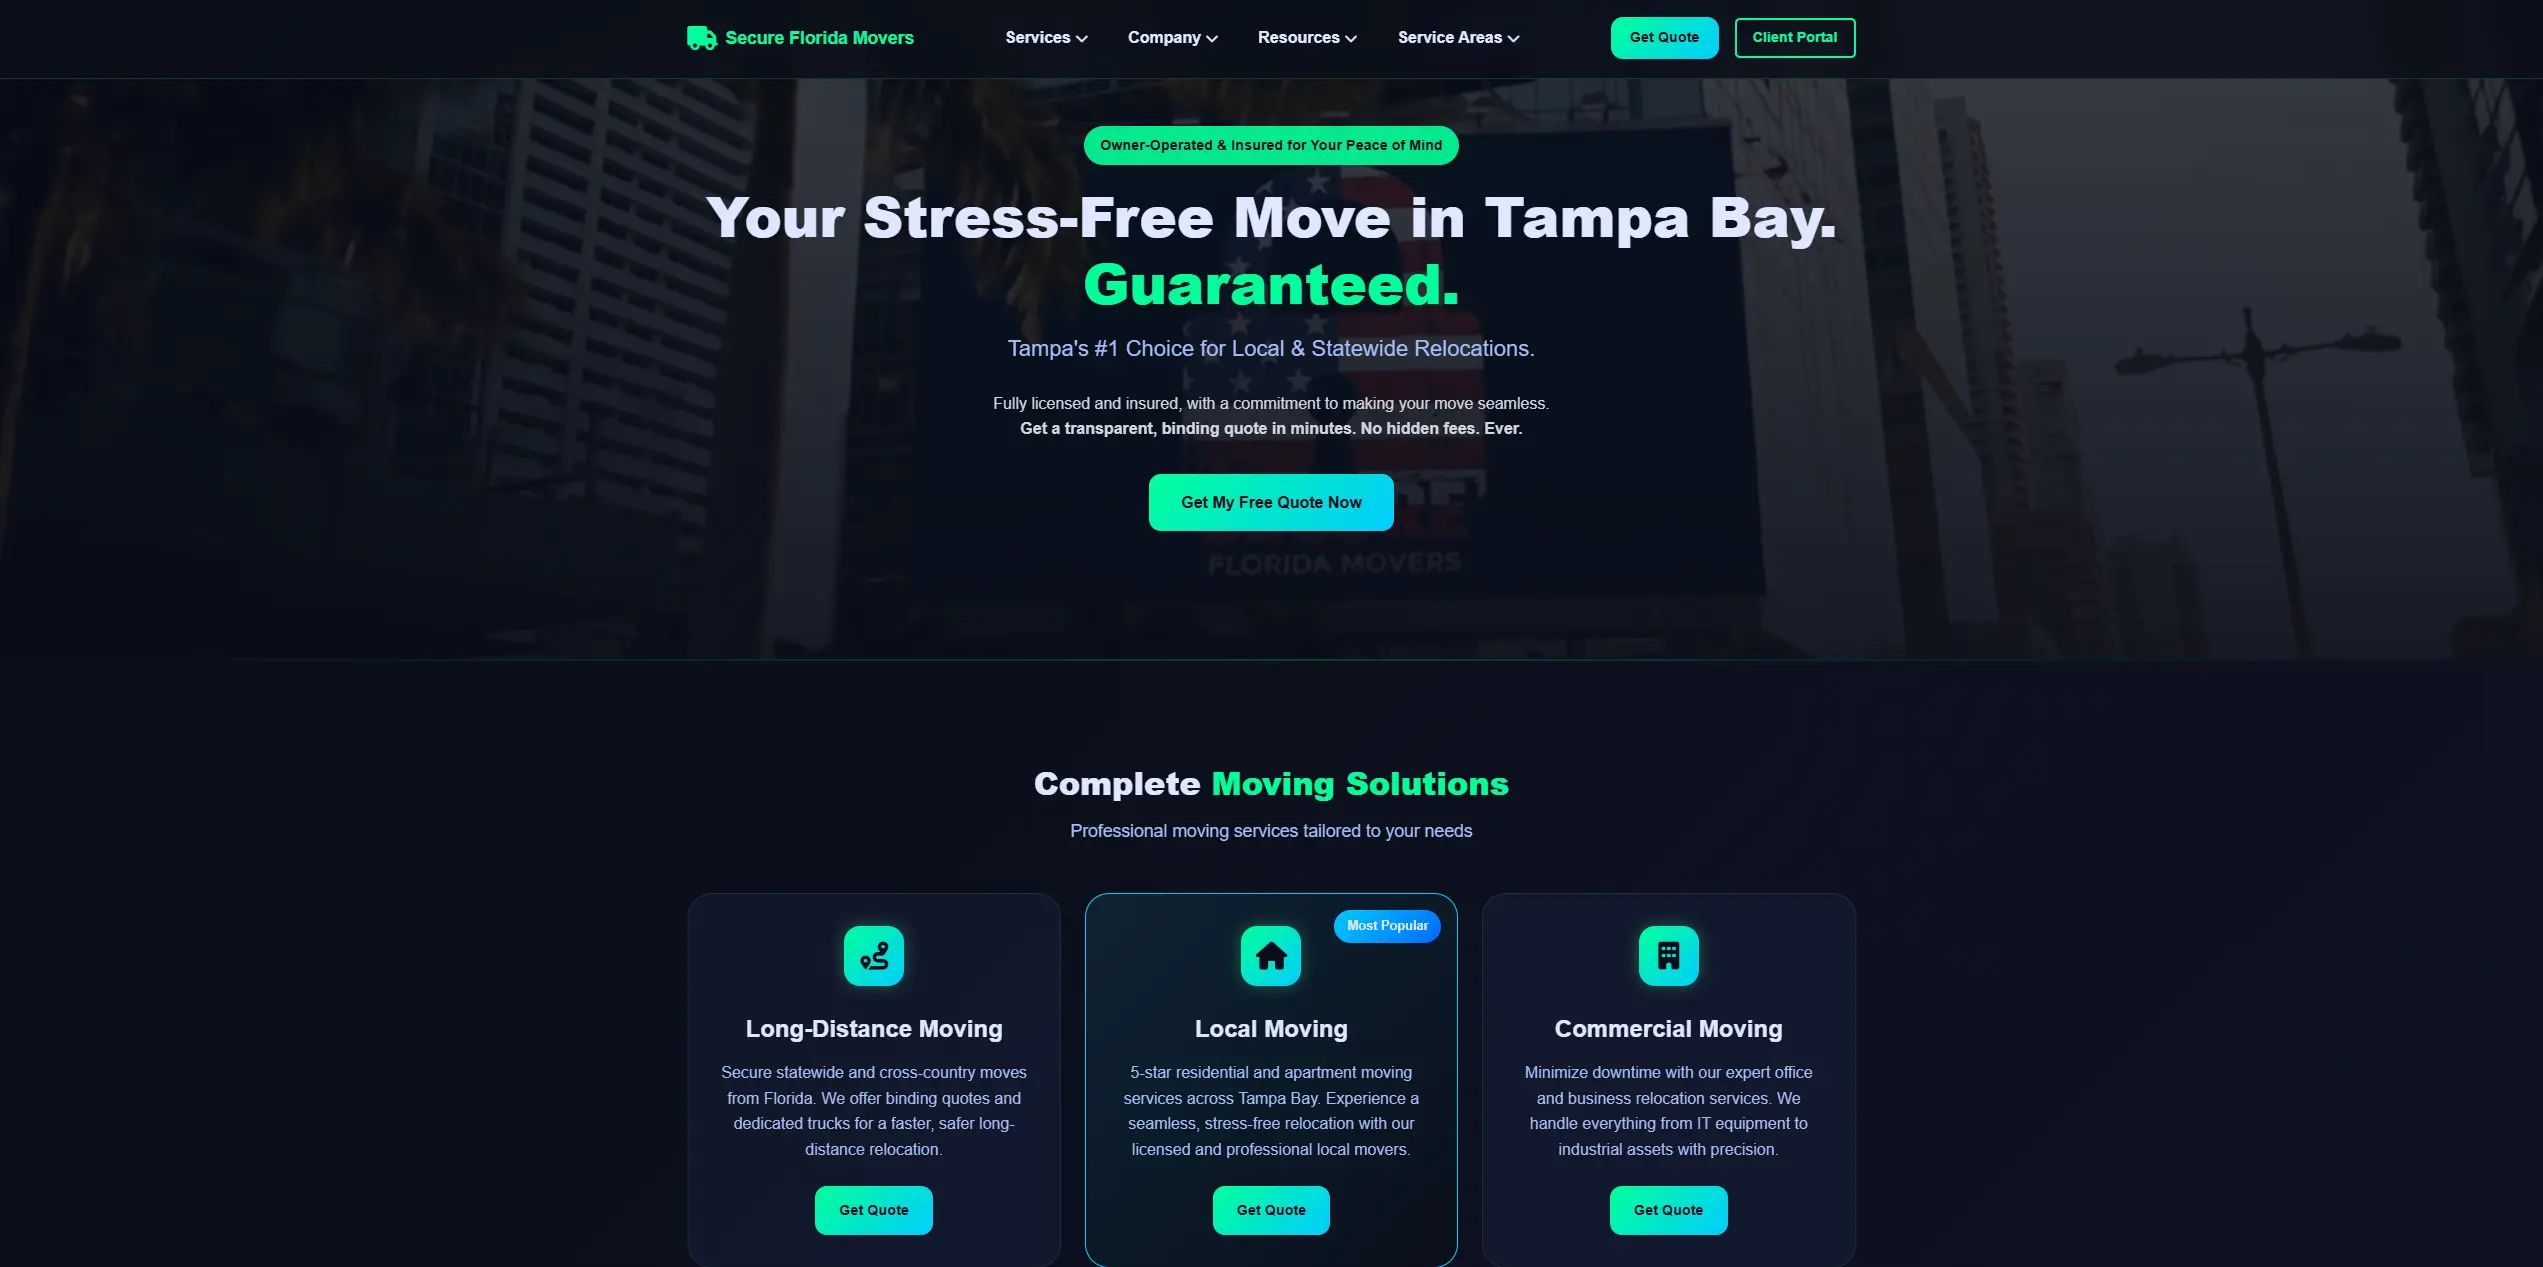 Secure Florida Movers
Services
Company
Resources
Service Areas
Get Quote
Client Portal
Owner-Operated & Insured for Your Peace of Mind
Your Stress-Free Move in Tampa Bay.
Guaranteed.
Tampa's #1 Choice for Local & Statewide Relocations.
Fully licensed and insured, with a commitment to making your move seamless.
Get a transparent, binding quote in minutes. No hidden fees. Ever.
Get My Free Quote Now
FLORIDA MOVERS
Complete Moving Solutions
Professional moving services tailored to your needs
Long-Distance Moving
Secure statewide and cross-country moves
from Florida. We offer binding quotes and
dedicated trucks for a faster, safer long-
distance relocation.
Get Quote
Most Popular
Local Moving
5-star residential and apartment moving
services across Tampa Bay. Experience a
seamless, stress-free relocation with our
licensed and professional local movers.
Get Quote
Commercial Moving
Minimize downtime with our expert office
and business relocation services. We
handle everything from IT equipment to
industrial assets with precision.
Get Quote